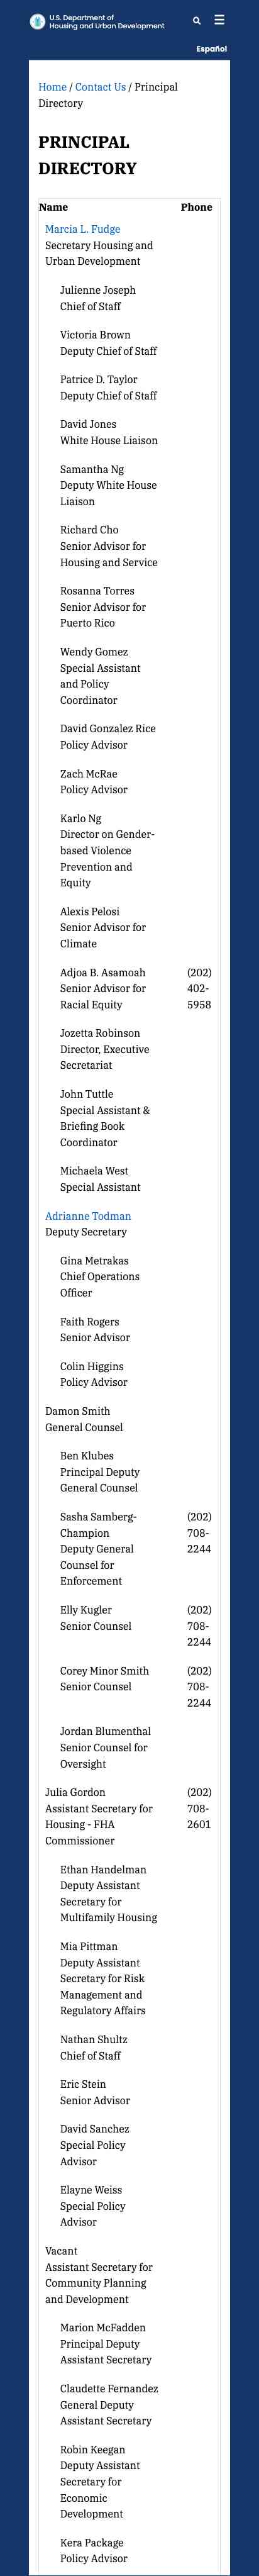 U.S. Department of
Housing and Urban Development
Español
Home / Contact Us / Principal
Directory
PRINCIPAL
DIRECTORY
Name Phone
Marcia L. Fudge
Secretary Housing and
Urban Development
Julienne Joseph
Chief of Staff
Victoria Brown
Deputy Chief of Staff
Patrice D. Taylor
Deputy Chief of Staff
David Jones
White House Liaison
Samantha Ng
Deputy White House
Liaison
Richard Cho
Senior Advisor for
Housing and Service
Rosanna Torres
Senior Advisor for
Puerto Rico
Wendy Gomez
Special Assistant
and Policy
Coordinator
David Gonzalez Rice
Policy Advisor
Zach McRae
Policy Advisor
Karlo Ng
Director on Gender-
based Violence
Prevention and
Equity
Alexis Pelosi
Senior Advisor for
Climate
Adjoa B. Asamoah (202)
Senior Advisor for 402-
Racial Equity 5958
Jozetta Robinson
Director, Executive
Secretariat
John Tuttle
Special Assistant &
Briefing Book
Coordinator
Michaela West
Special Assistant
Adrianne Todman
Deputy Secretary
Gina Metrakas
Chief Operations
Officer
Faith Rogers
Senior Advisor
Colin Higgins
Policy Advisor
Damon Smith
General Counsel
Ben Klubes
Principal Deputy
General Counsel
Sasha Samberg- (202)
Champion 708-
Deputy General 2244
Counsel for
Enforcement
Elly Kugler (202)
Senior Counsel 708-
2244
Corey Minor Smith (202)
Senior Counsel 708-
2244
Jordan Blumenthal
Senior Counsel for
Oversight
Julia Gordon (202)
Assistant Secretary for 708-
Housing - FHA 2601
Commissioner
Ethan Handelman
Deputy Assistant
Secretary for
Multifamily Housing
Mia Pittman
Deputy Assistant
Secretary for Risk
Management and
Regulatory Affairs
Nathan Shultz
Chief of Staff
Eric Stein
Senior Advisor
David Sanchez
Special Policy
Advisor
Elayne Weiss
Special Policy
Advisor
Vacant
Assistant Secretary for
Community Planning
and Development
Marion McFadden
Principal Deputy
Assistant Secretary
Claudette Fernandez
General Deputy
Assistant Secretary
Robin Keegan
Deputy Assistant
Secretary for
Economic
Development
Kera Package
Policy Advisor